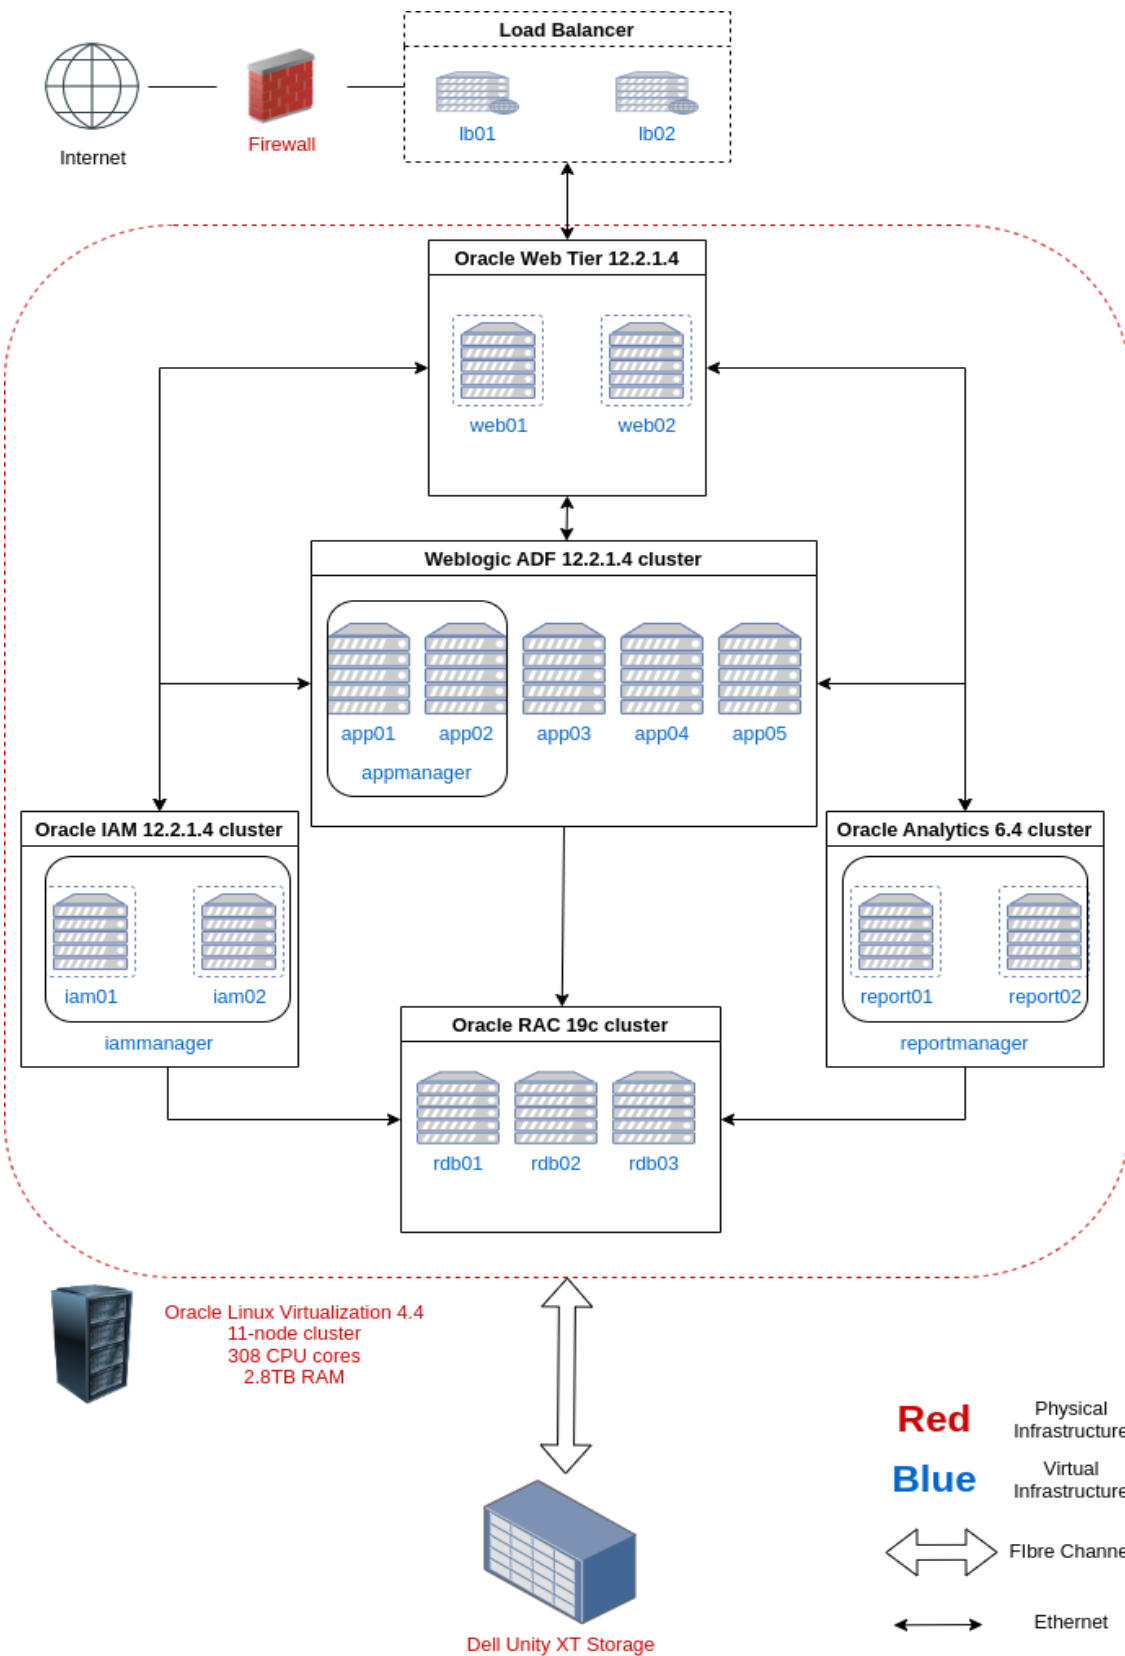 Load Balancer
lb01
lb02
Internet
Firewall
Oracle Web Tier 12.2.1.4
web01
web02
Weblogic ADF 12.2.1.4 cluster
app01
app02
app03
app04
app05
appmanager
Oracle IAM 12.2.1.4 cluster
iam01
iam02
iammanager
Oracle Analytics 6.4 cluster
report01
report02
reportmanager
Oracle RAC 19c cluster
rdb01
rdb02
rdb03
Oracle Linux Virtualization 4.4
11-node cluster
308 CPU cores
2.8TB RAM
Dell Unity XT Storage
Red
Physical
Infrastructure
Blue
Virtual
Infrastructure
FIbre Channe
Ethernet